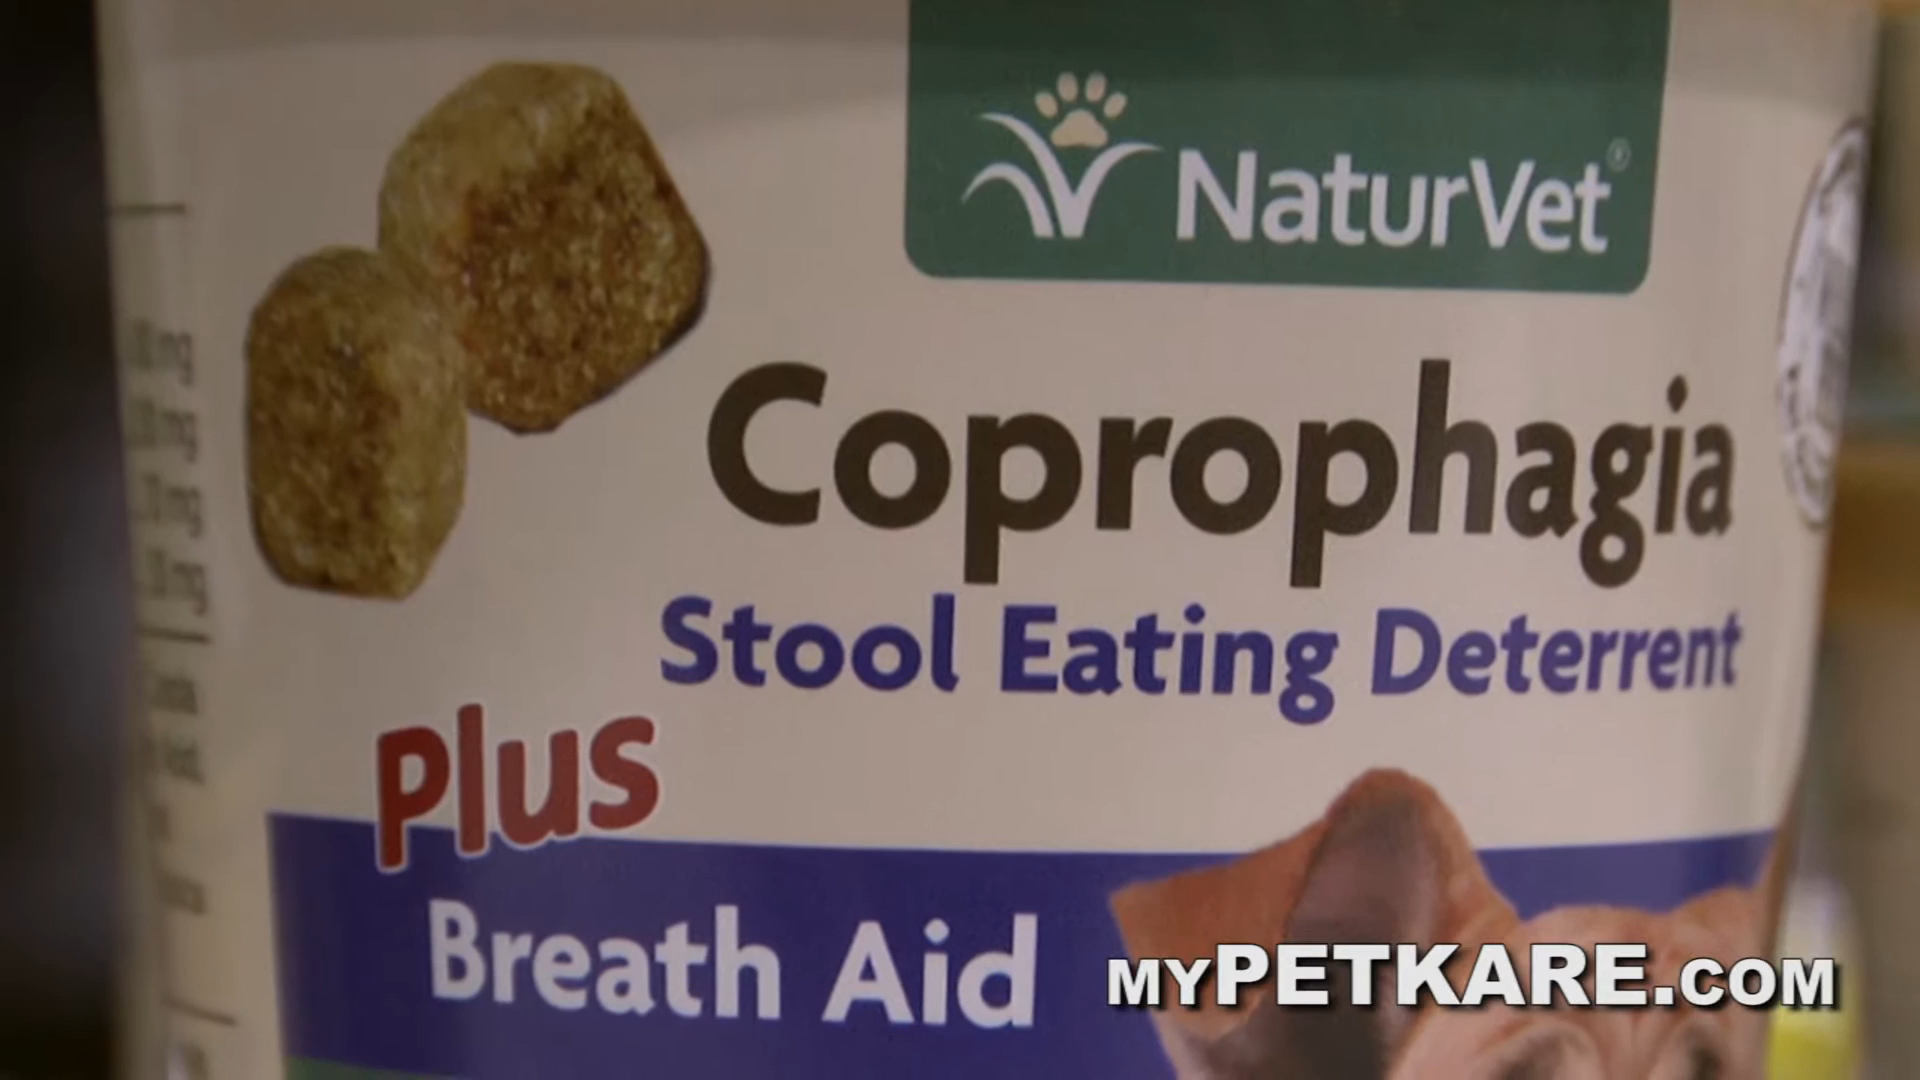 NaturVet®
Coprophagia
Stool Eating Deterrent
Plus
Breath Aid
MYPETKARE.COM